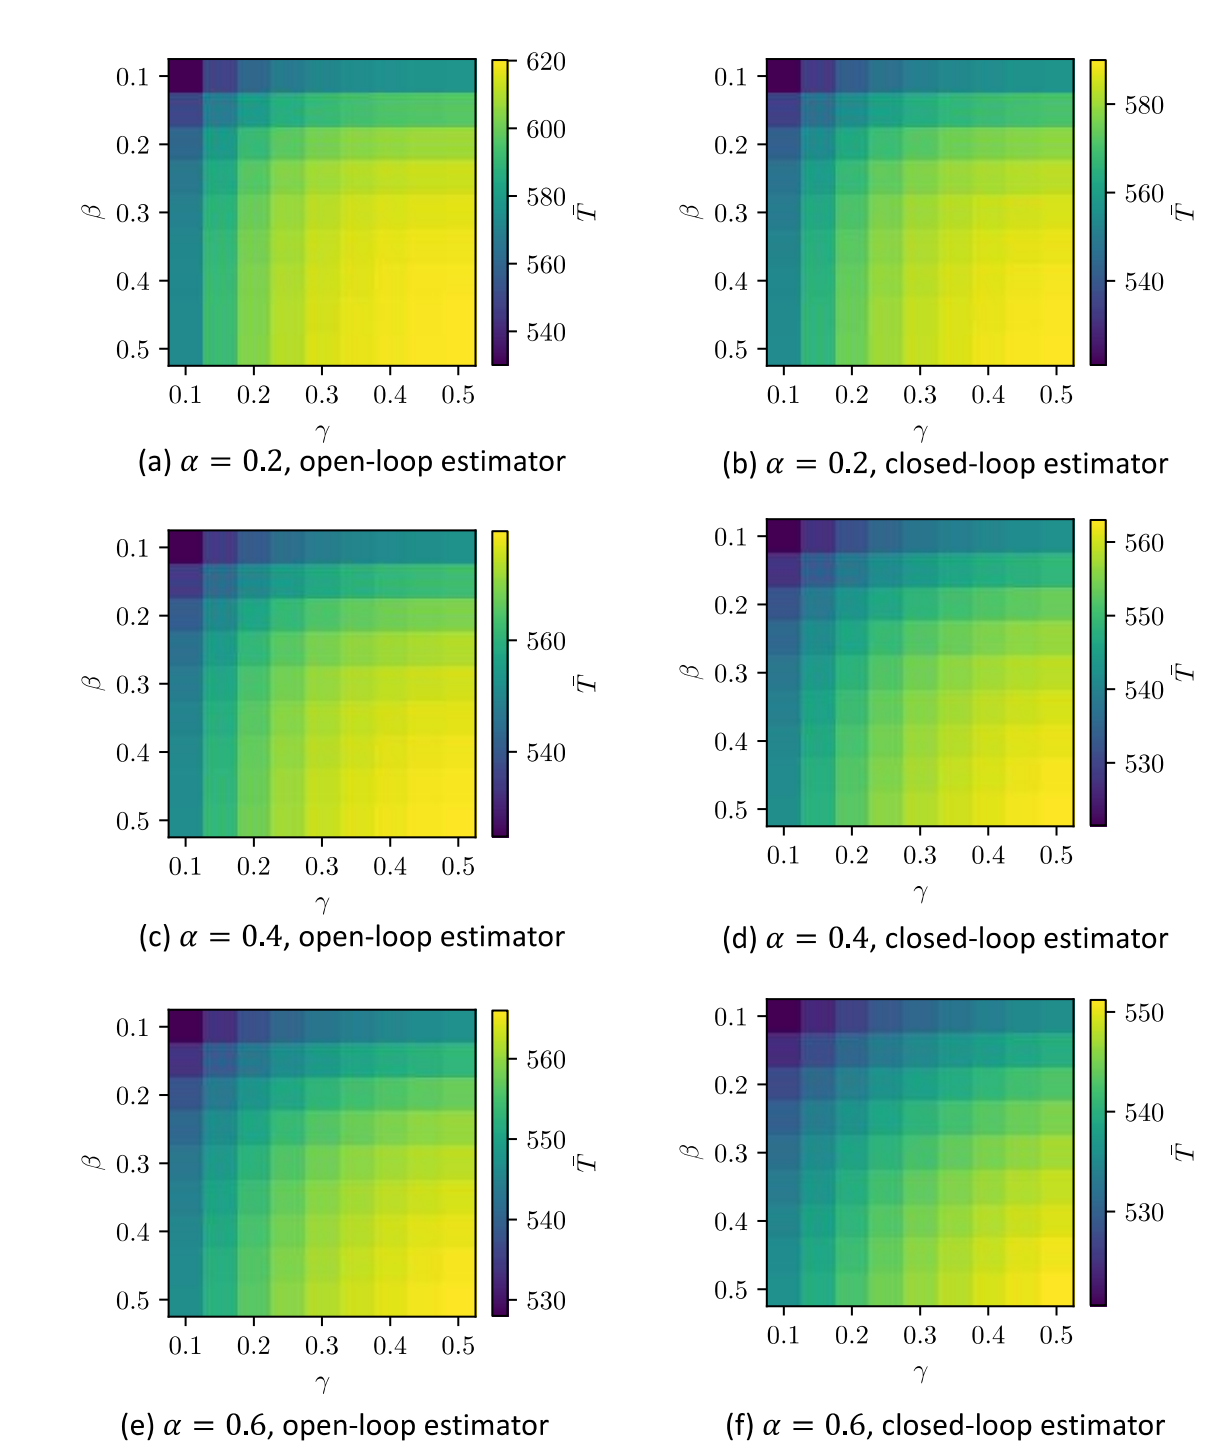 0.1
0.2
0.3
0.4
0.5
β
0.1 0.2 0.3 0.4 0.5
γ
620
600
580
560
540
T̄
(a) α = 0.2, open-loop estimator
0.1
0.2
0.3
0.4
0.5
β
0.1 0.2 0.3 0.4 0.5
γ
580
560
540
T̄
(b) α = 0.2, closed-loop estimator
0.1
0.2
0.3
0.4
0.5
β
0.1 0.2 0.3 0.4 0.5
γ
560
540
T̄
(c) α = 0.4, open-loop estimator
0.1
0.2
0.3
0.4
0.5
β
0.1 0.2 0.3 0.4 0.5
γ
560
550
540
530
T̄
(d) α = 0.4, closed-loop estimator
0.1
0.2
0.3
0.4
0.5
β
0.1 0.2 0.3 0.4 0.5
γ
560
550
540
530
T̄
(e) α = 0.6, open-loop estimator
0.1
0.2
0.3
0.4
0.5
β
0.1 0.2 0.3 0.4 0.5
γ
550
540
530
T̄
(f) α = 0.6, closed-loop estimator